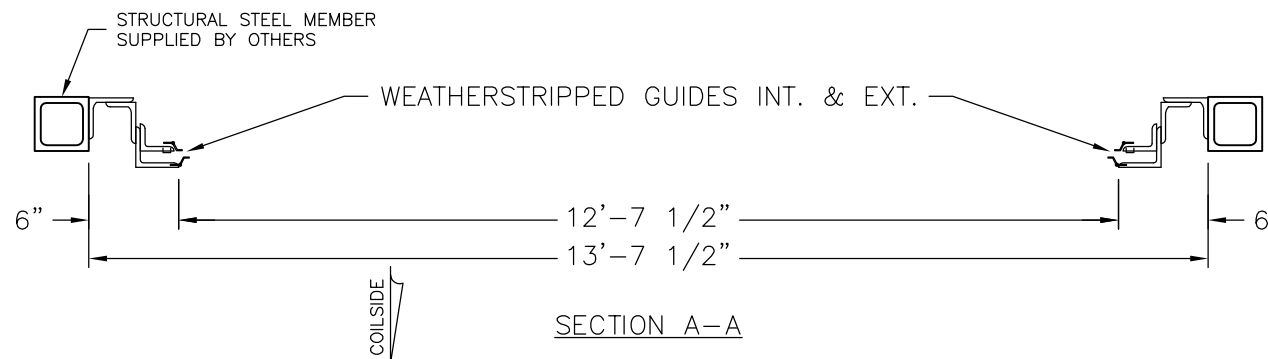 STRUCTURAL STEEL MEMBER
SUPPLIED BY OTHERS
WEATHERSTRIPPED GUIDES INT. & EXT.
6"
12'-7 1/2"
6
13'-7 1/2"
COILSIDE
SECTION A-A